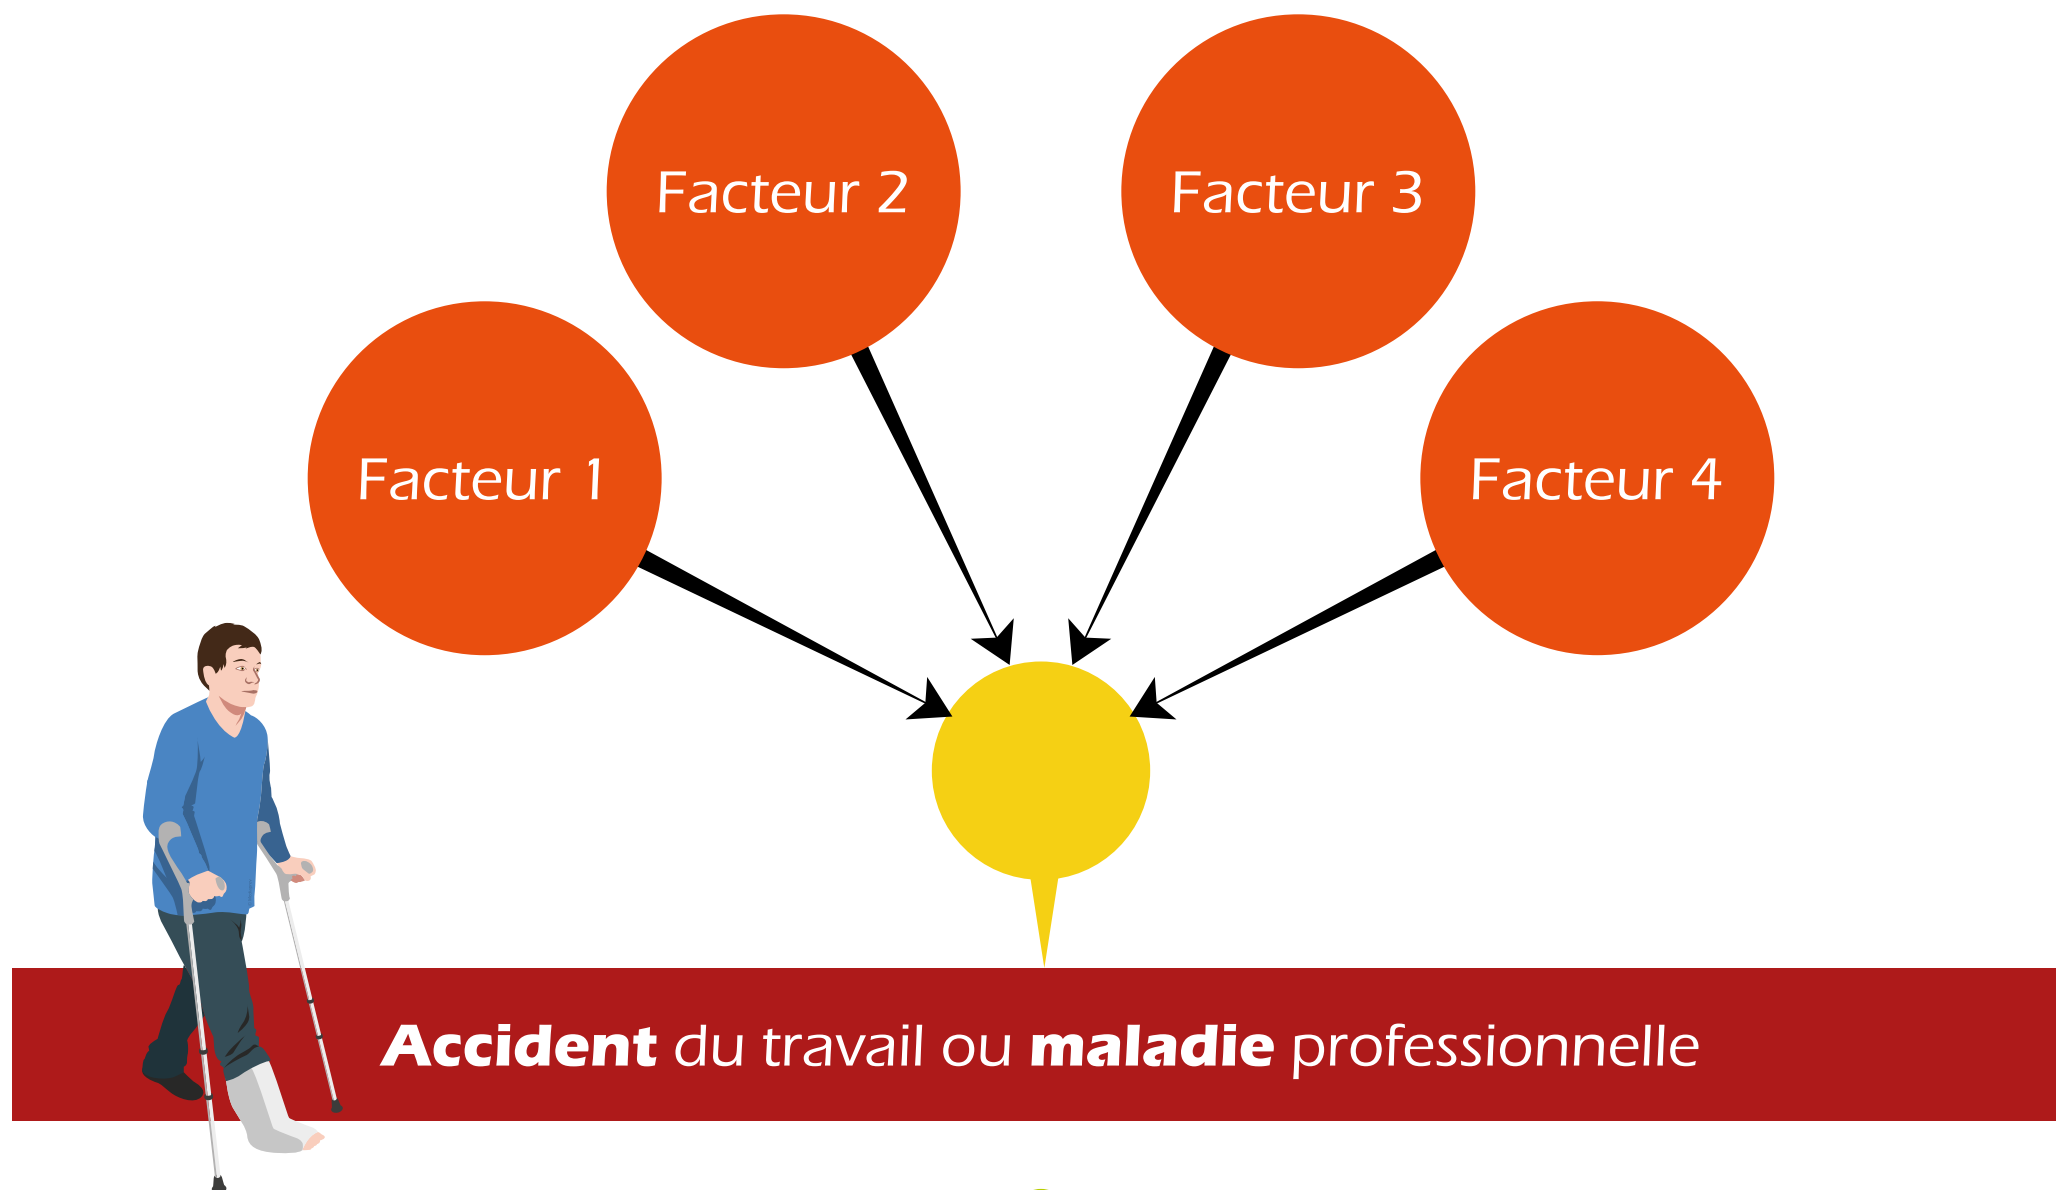 Facteur 2
Facteur 3
Facteur 1
Facteur 4
Accident du travail ou maladie professionnelle